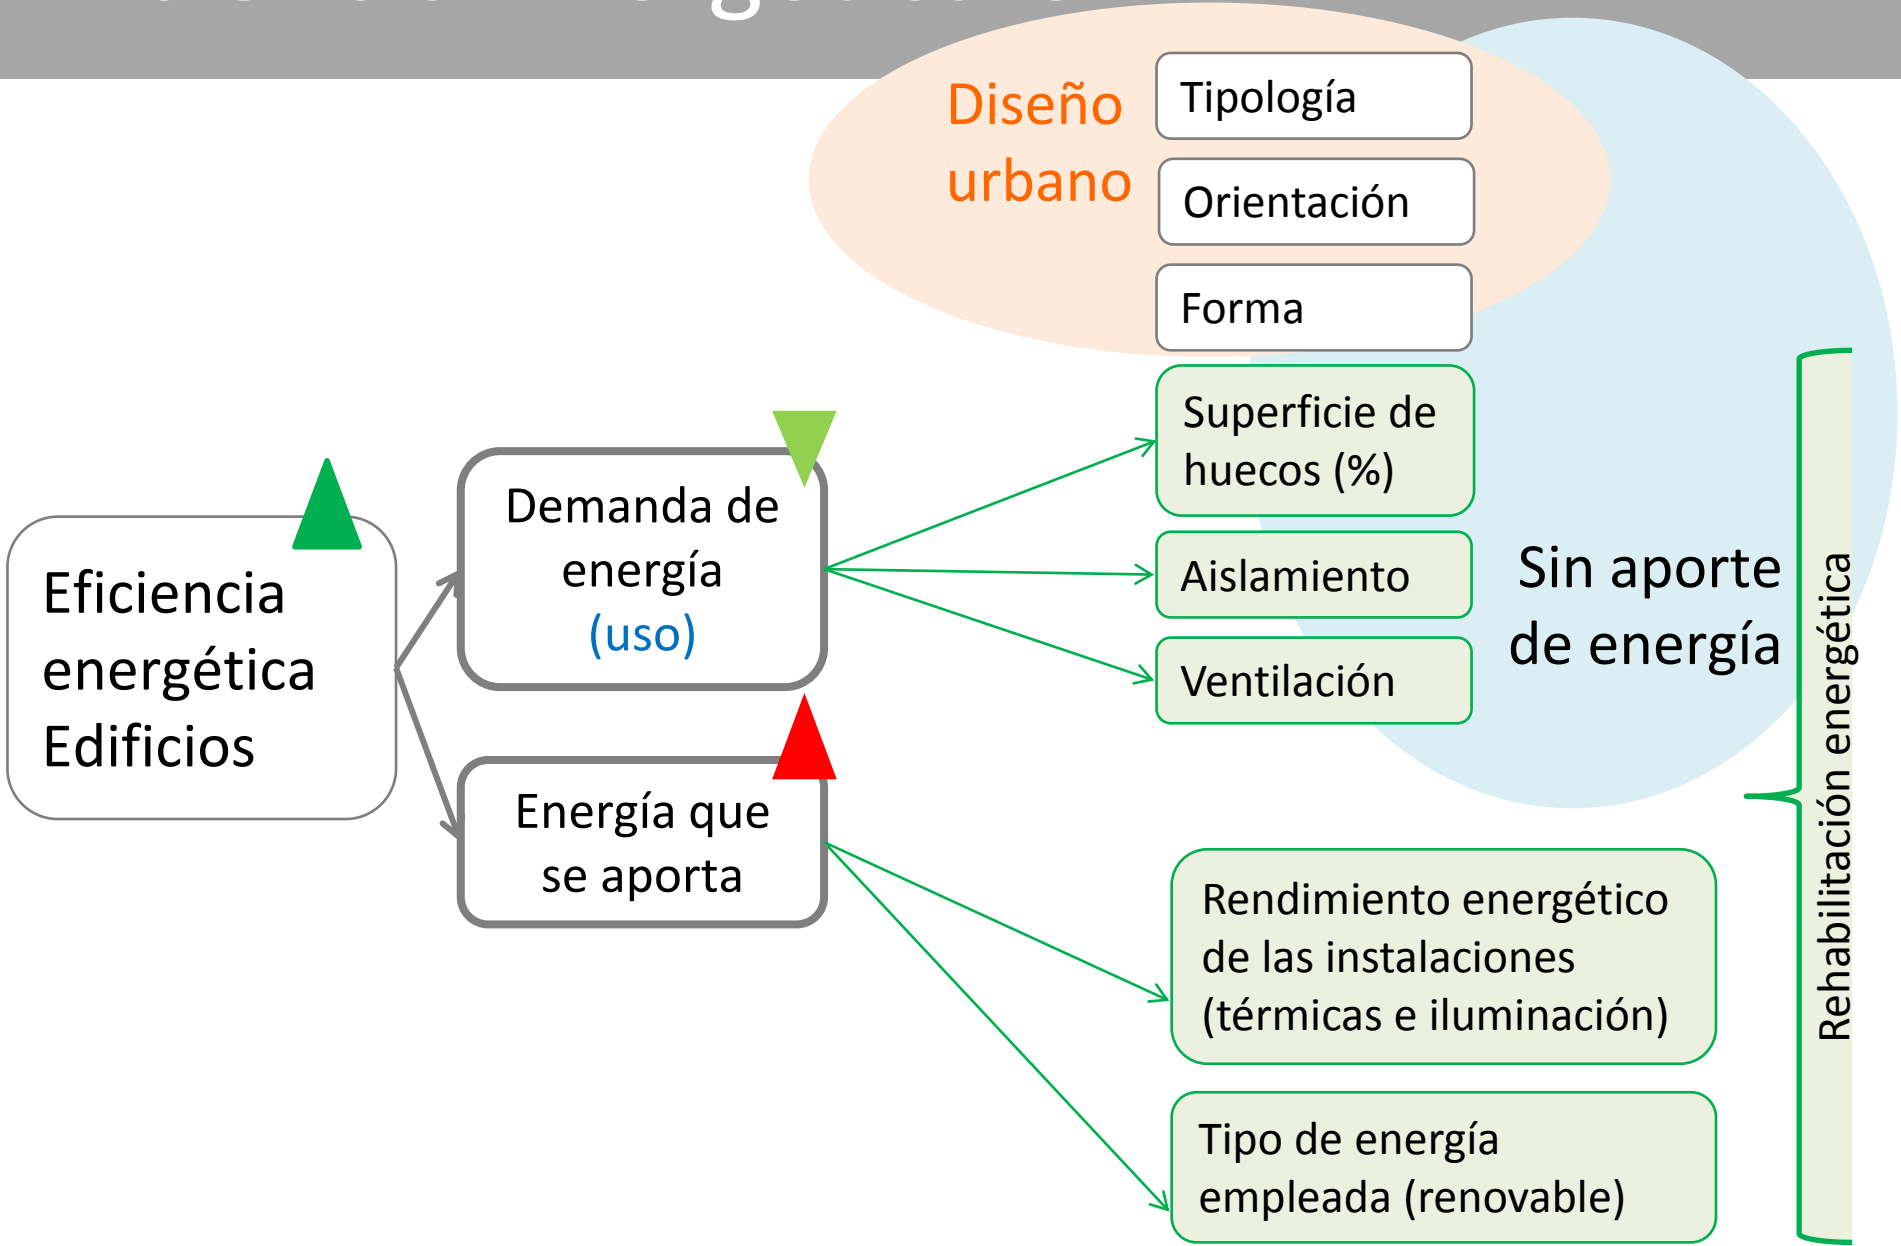 Diseño
urbano
Tipología
Orientación
Forma
Superficie de
huecos (%)
Aislamiento
Ventilación
Sin aporte
de energía
Eficiencia
energética
Edificios
Demanda de
energía
(uso)
Energía que
se aporta
Rendimiento energético
de las instalaciones
(térmicas e iluminación)
Tipo de energía
empleada (renovable)
Rehabilitación energética